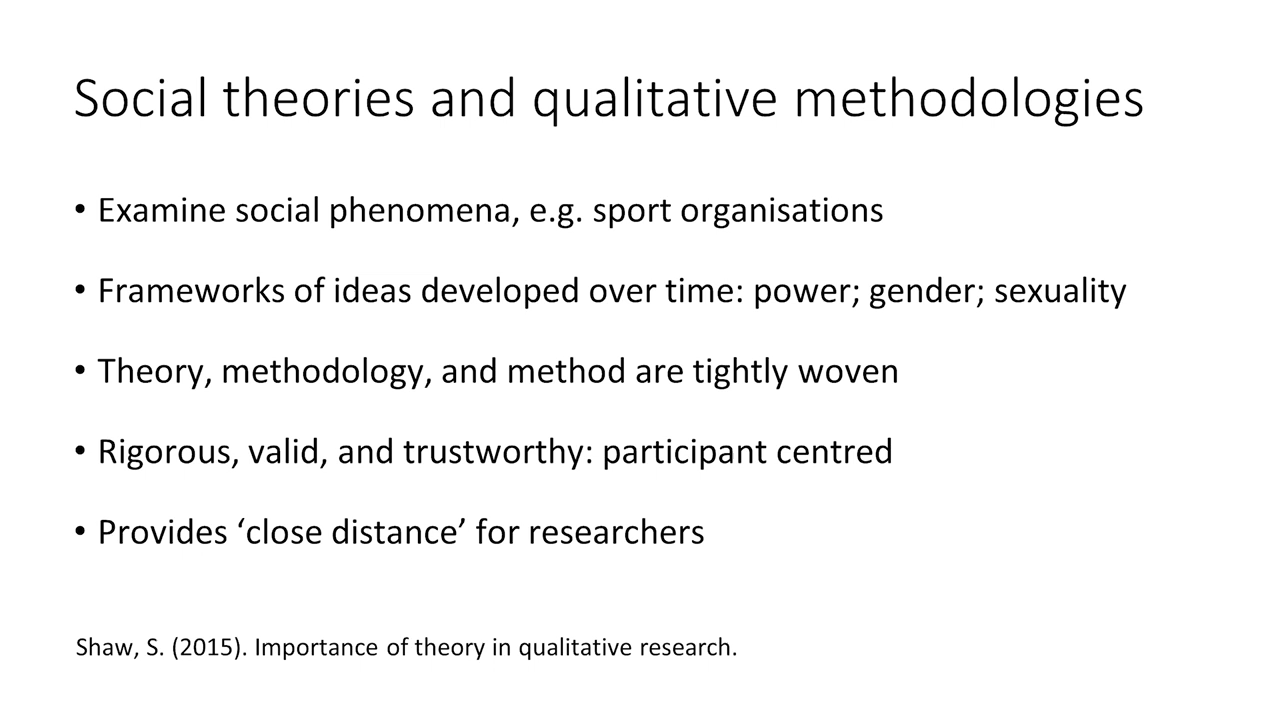 Social theories and qualitative methodologies
• Examine social phenomena, e.g. sport organisations
• Frameworks of ideas developed over time: power; gender; sexuality
• Theory, methodology, and method are tightly woven
• Rigorous, valid, and trustworthy: participant centred
• Provides ‘close distance’ for researchers
Shaw, S. (2015). Importance of theory in qualitative research.